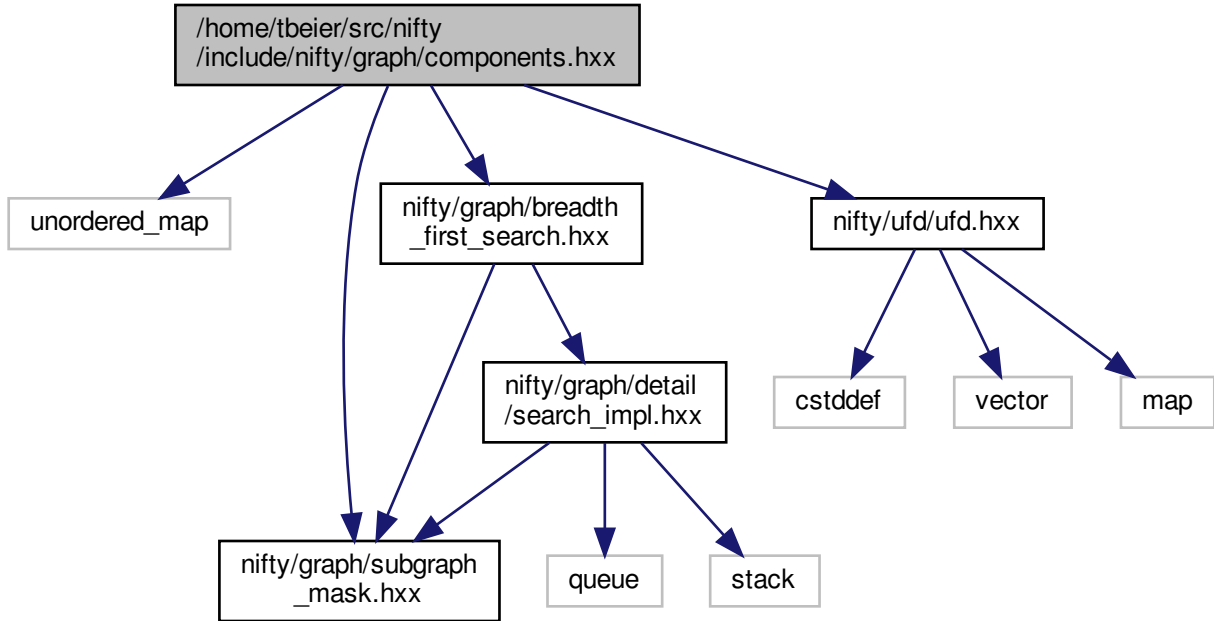 /home/tbeier/src/nifty
/include/nifty/graph/components.hxx
unordered_map
nifty/graph/breadth
_first_search.hxx
nifty/ufd/ufd.hxx
nifty/graph/detail
/search_impl.hxx
cstddef
vector
map
nifty/graph/subgraph
_mask.hxx
queue
stack